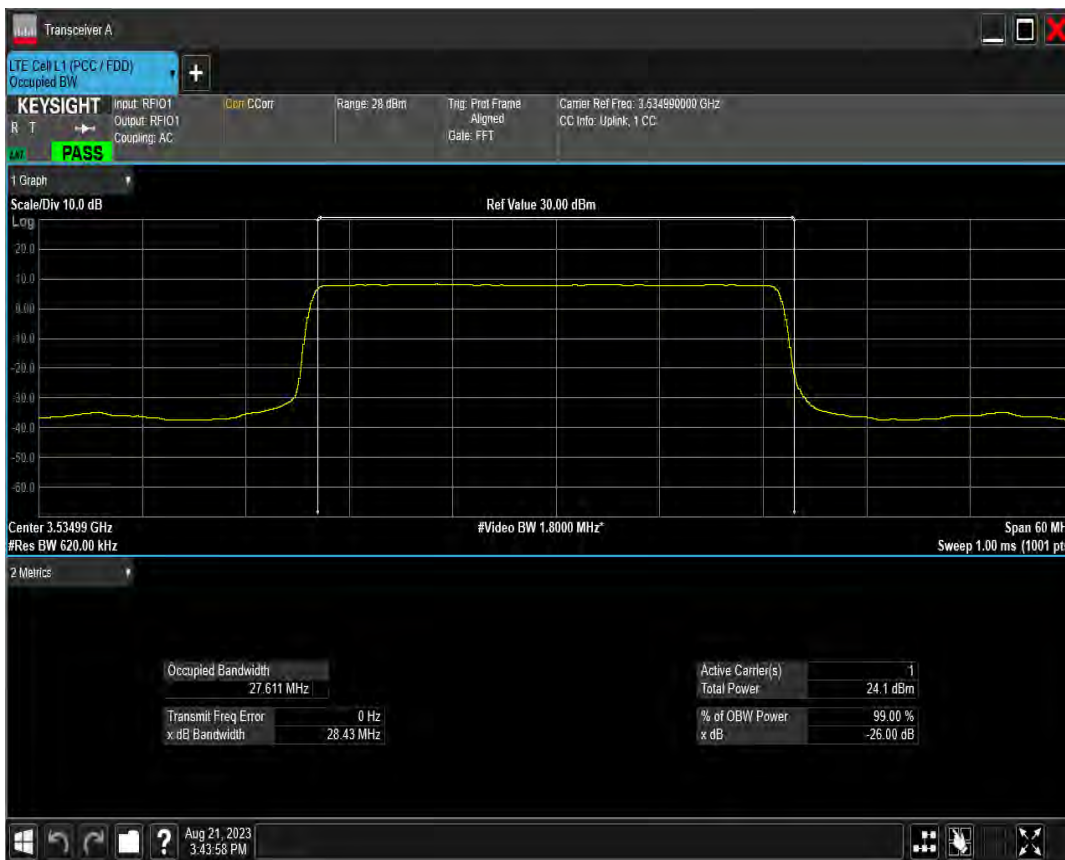 Transceiver A
LTE Cell L1 (PCC / FDD)
Occupied BW
+
KEYSIGHT
R T
PASS
Input: RFIO1
Output: RFIO1
Coupling: AC
Corr CCorr
Range: 28 dBm
Trig: Prot Frame
Aligned
Gate: FFT
Carrier Ref Freq: 3.534990000 GHz
CC Info: Uplink, 1 CC
1 Graph
Scale/Div 10.0 dB
Ref Value 30.00 dBm
Log
20.0
10.0
0.00
-10.0
-20.0
-30.0
-40.0
-50.0
-60.0
Center 3.53499 GHz
#Video BW 1.8000 MHz*
Span 60 MH
#Res BW 620.00 kHz
Sweep 1.00 ms (1001 pt
2 Metrics
Occupied Bandwidth
27.611 MHz
Transmit Freq Error 0 Hz
x dB Bandwidth 28.43 MHz
Active Carrier(s) 1
Total Power 24.1 dBm
% of OBW Power 99.00 %
x dB -26.00 dB
?
Aug 21, 2023
3:43:58 PM